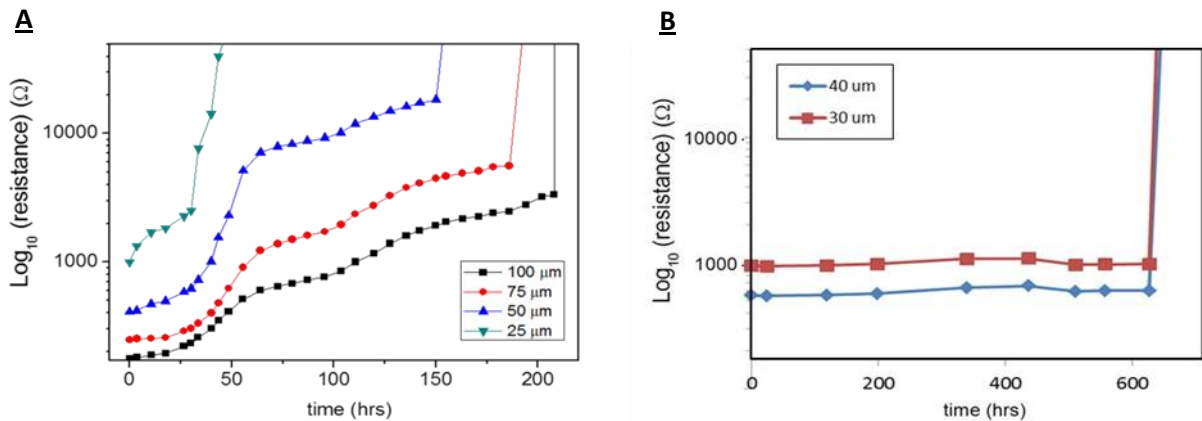 A
B
Log10 (resistance) (Ω)
10000
1000
100 μm
75 μm
50 μm
25 μm
0
50
100
150
200
time (hrs)
Log10 (resistance) (Ω)
10000
1000
40 um
30 um
0
200
400
600
time (hrs)